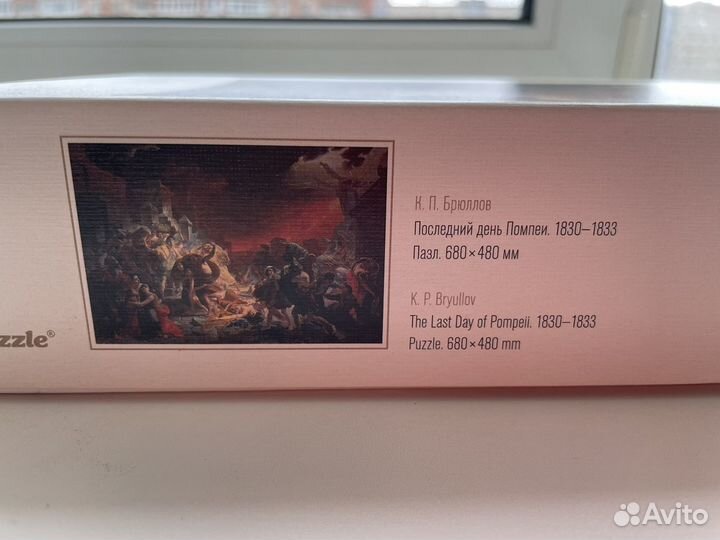 К. П. Брюллов
Последний день Помпеи. 1830–1833
Пазл. 680×480 мм
K. P. Bryullov
The Last Day of Pompeii. 1830–1833
Puzzle. 680×480 mm
zzle®
Avito